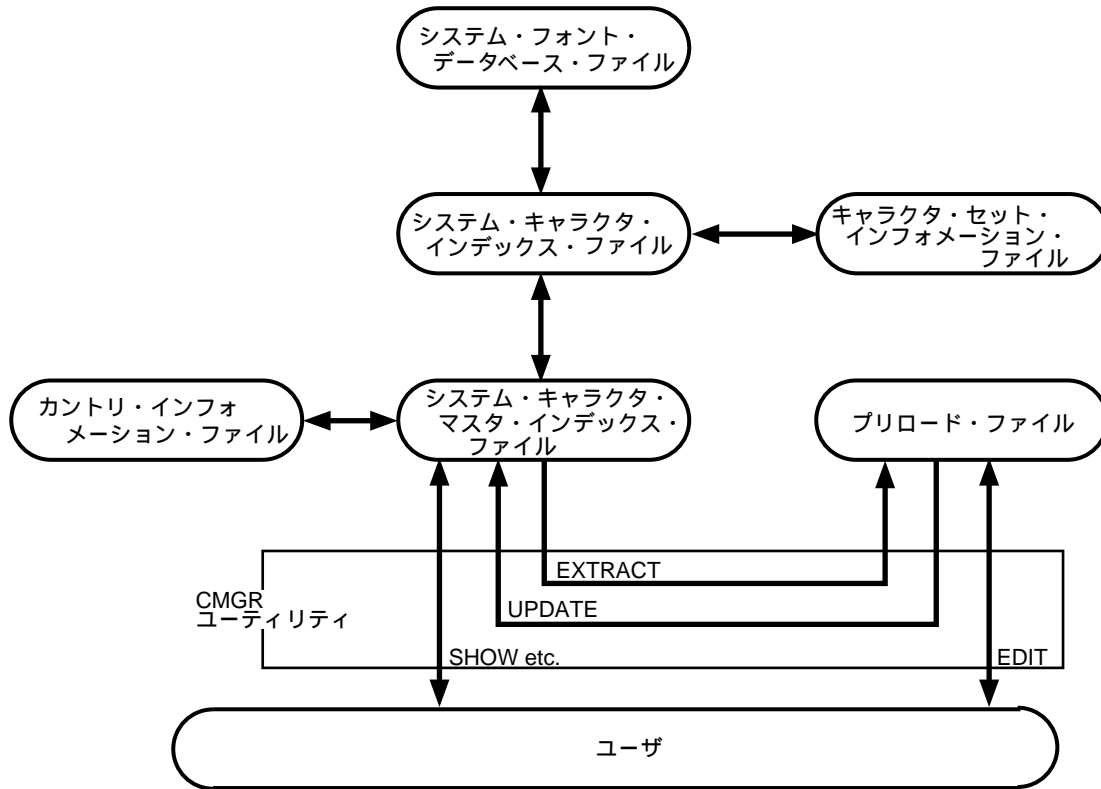 システム・フォント・
データベース・ファイル
システム・キャラクタ・
インデックス・ファイル
キャラクタ・セット・
インフォメーション・
ファイル
カントリ・インフォ
メーション・ファイル
システム・キャラクタ・
マスタ・インデックス・
ファイル
プリロード・ファイル
EXTRACT
CMGR
ユーティリティ
UPDATE
SHOW etc.
EDIT
ユーザ